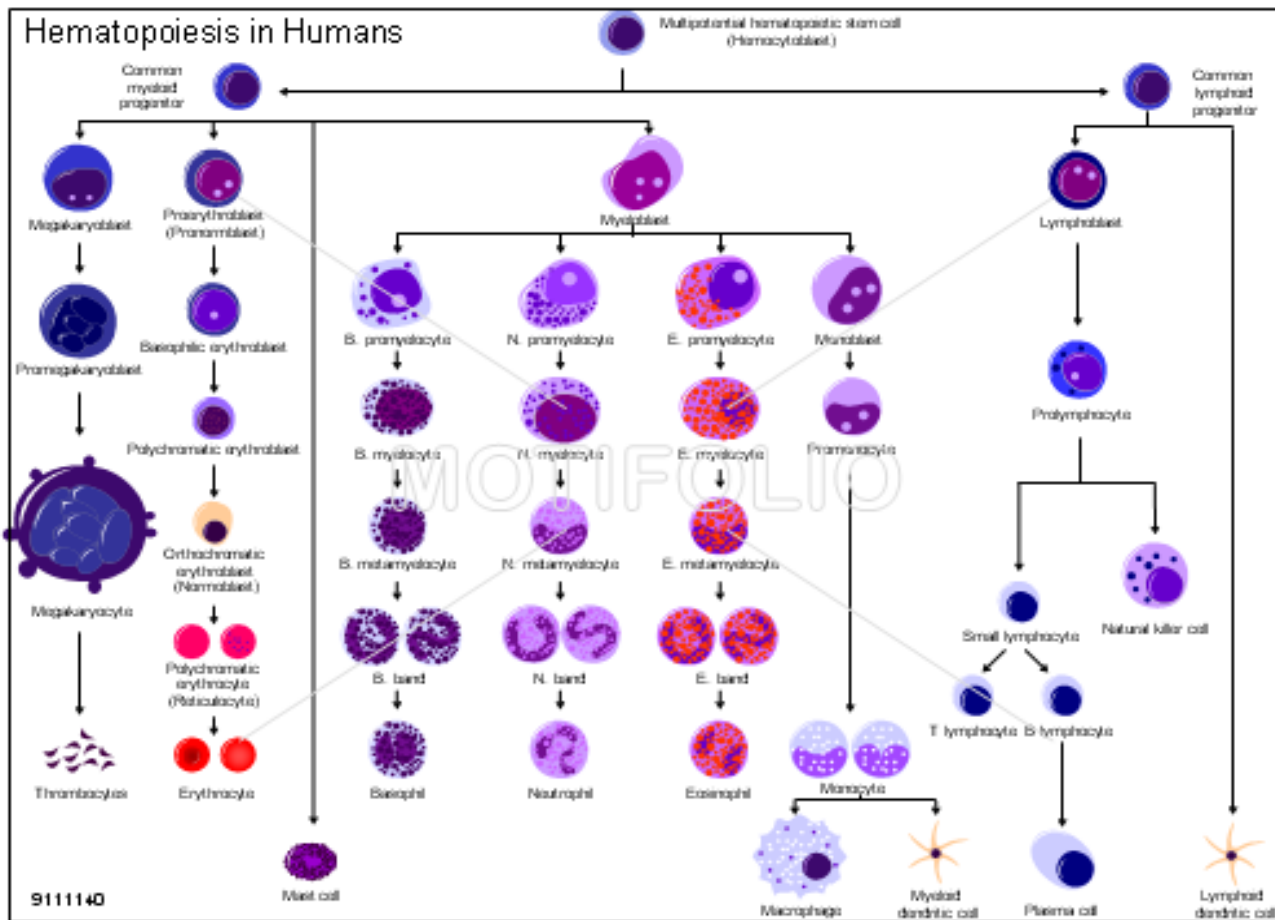 Hematopoiesis in Humans
Multipotential hematopoietic stem cell
(Hemocytoblast)
Common
myeloid
progenitor
Common
lymphoid
progenitor
Megakaryoblast
Proerythroblast
(Pronormblast)
Myeloblast
Lymphoblast
Promegakaryoblast
Basophilic erythroblast
B. promyelocyte
N. promyelocyte
E. promyelocyte
Monoblast
Prolymphocyte
Polychromatic erythroblast
B. myelocyte
N. myelocyte
E. myelocyte
Promonocyte
MOTIFOLIO
Orthochromatic
erythroblast
(Normoblast)
B. metamyelocyte
N. metamyelocyte
E. metamyelocyte
Megakaryocyte
Small lymphocyte
Natural killer cell
Polychromatic
erythrocyte
(Reticulocyte)
B. band
N. band
E. band
T lymphocyte
B lymphocyte
Thrombocytes
Erythrocyte
Basophil
Neutrophil
Eosinophil
Monocyte
Mast cell
Macrophage
Myeloid
dendritic cell
Plasma cell
Lymphoid
dendritic cell
9111140